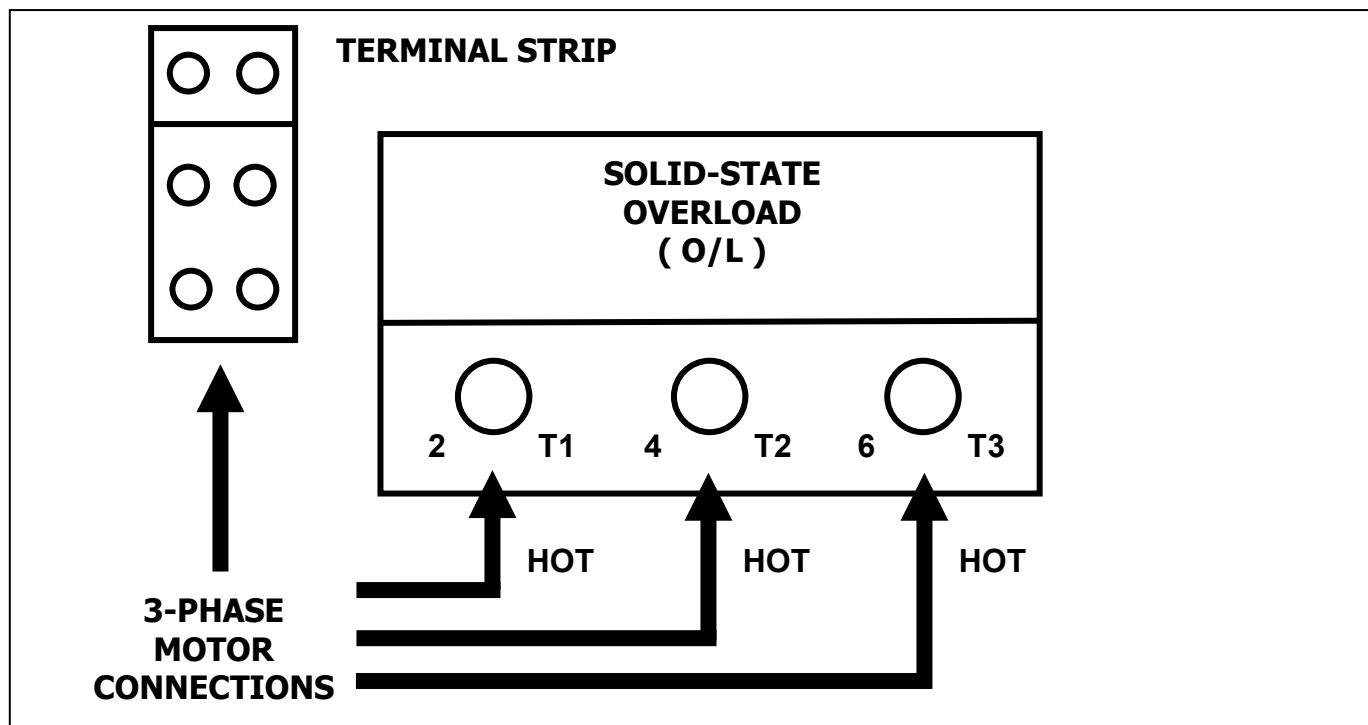 TERMINAL STRIP
SOLID-STATE
OVERLOAD
( O/L )
2 T1 4 T2 6 T3
HOT HOT HOT
3-PHASE
MOTOR
CONNECTIONS